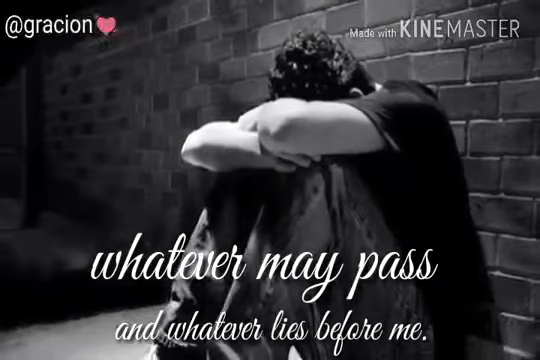 @gracion💗
Made with KINEMASTER
whatever may pass
and whatever lies before me.